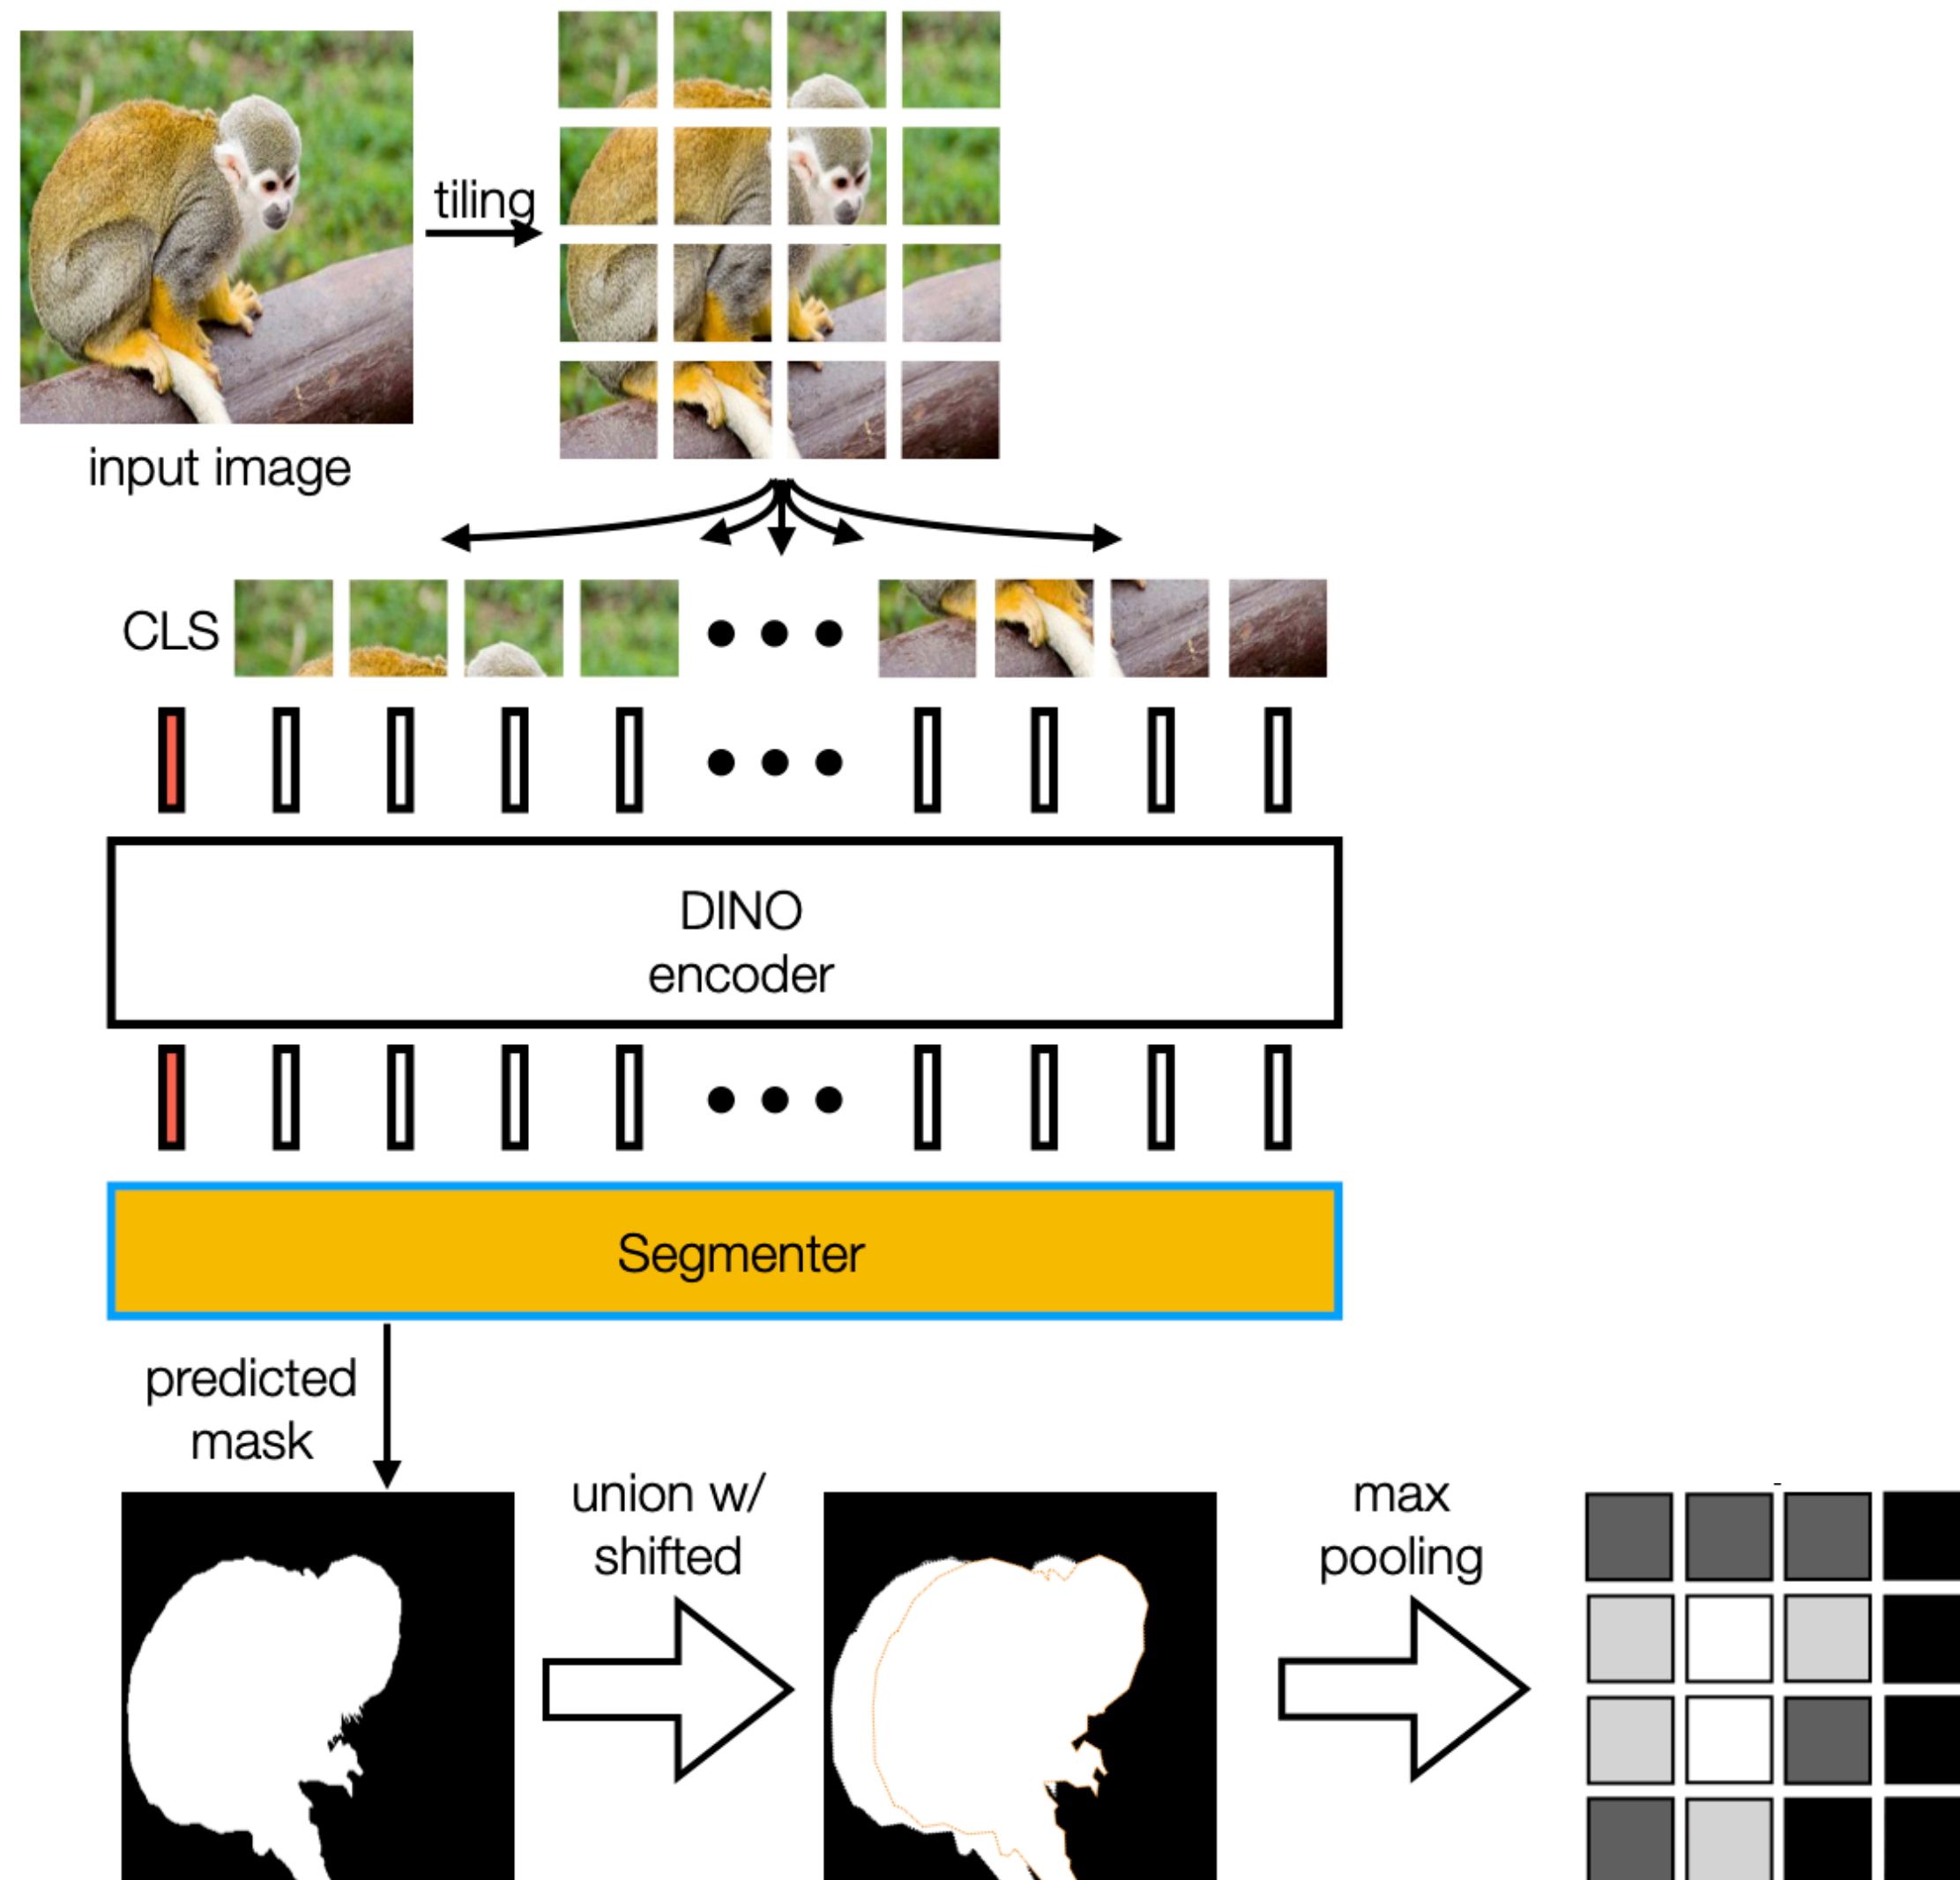 tiling
input image
CLS
DINO
encoder
Segmenter
predicted
mask
union w/
shifted
max
pooling